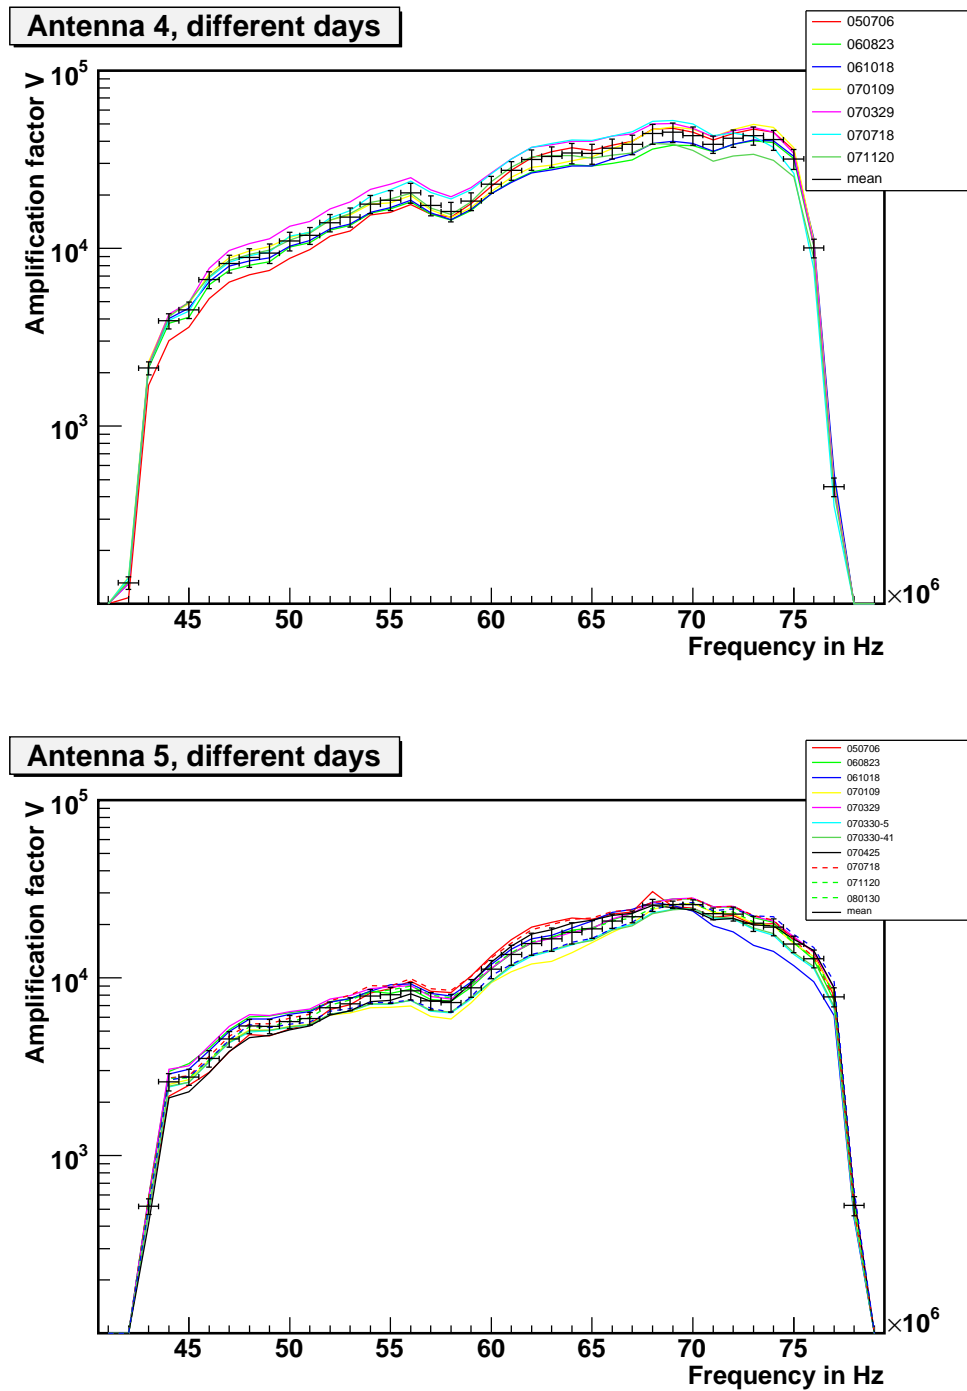 Antenna 4, different days
050706
060823
061018
070109
070329
070718
071120
mean
Amplification factor V
10^5
10^4
10^3
45 50 55 60 65 70 75
×10^6
Frequency in Hz
Antenna 5, different days
050706
060823
061018
070109
070329
070330-5
070330-41
070425
070718
071120
080130
mean
Amplification factor V
10^5
10^4
10^3
45 50 55 60 65 70 75
×10^6
Frequency in Hz